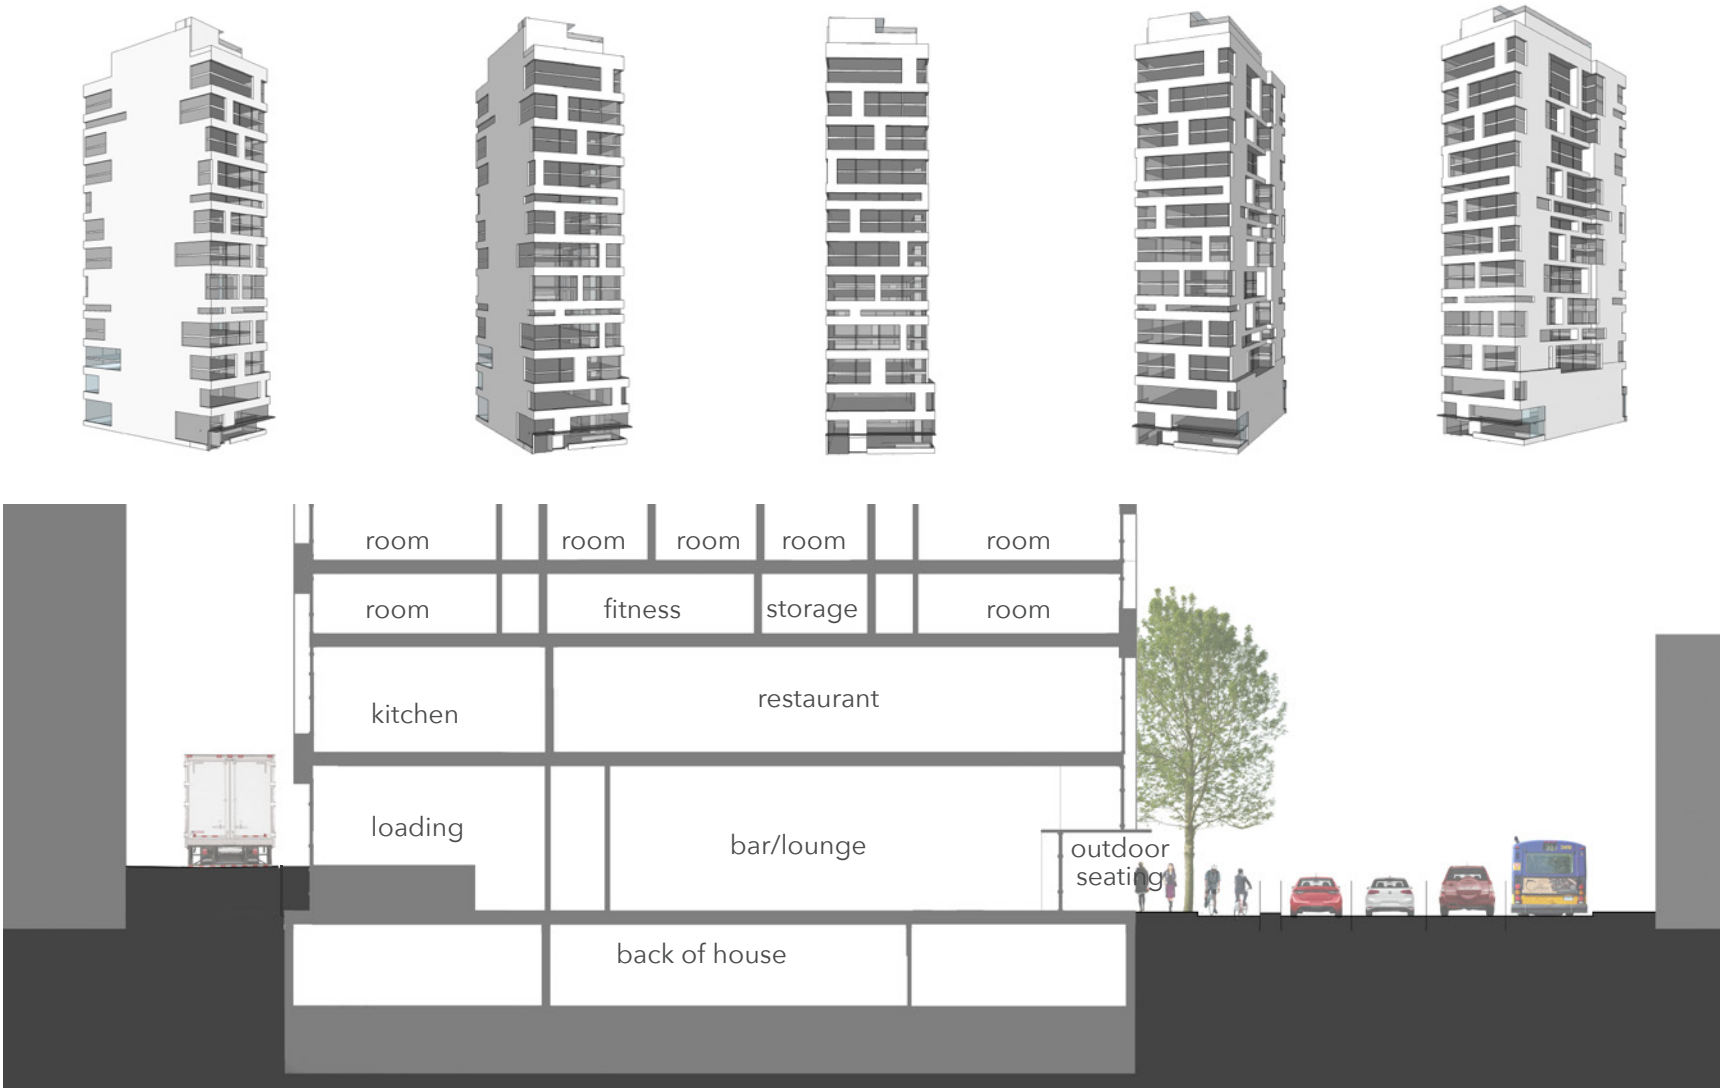 room room room room room
room fitness storage room
kitchen restaurant
loading bar/lounge outdoor
seating
back of house